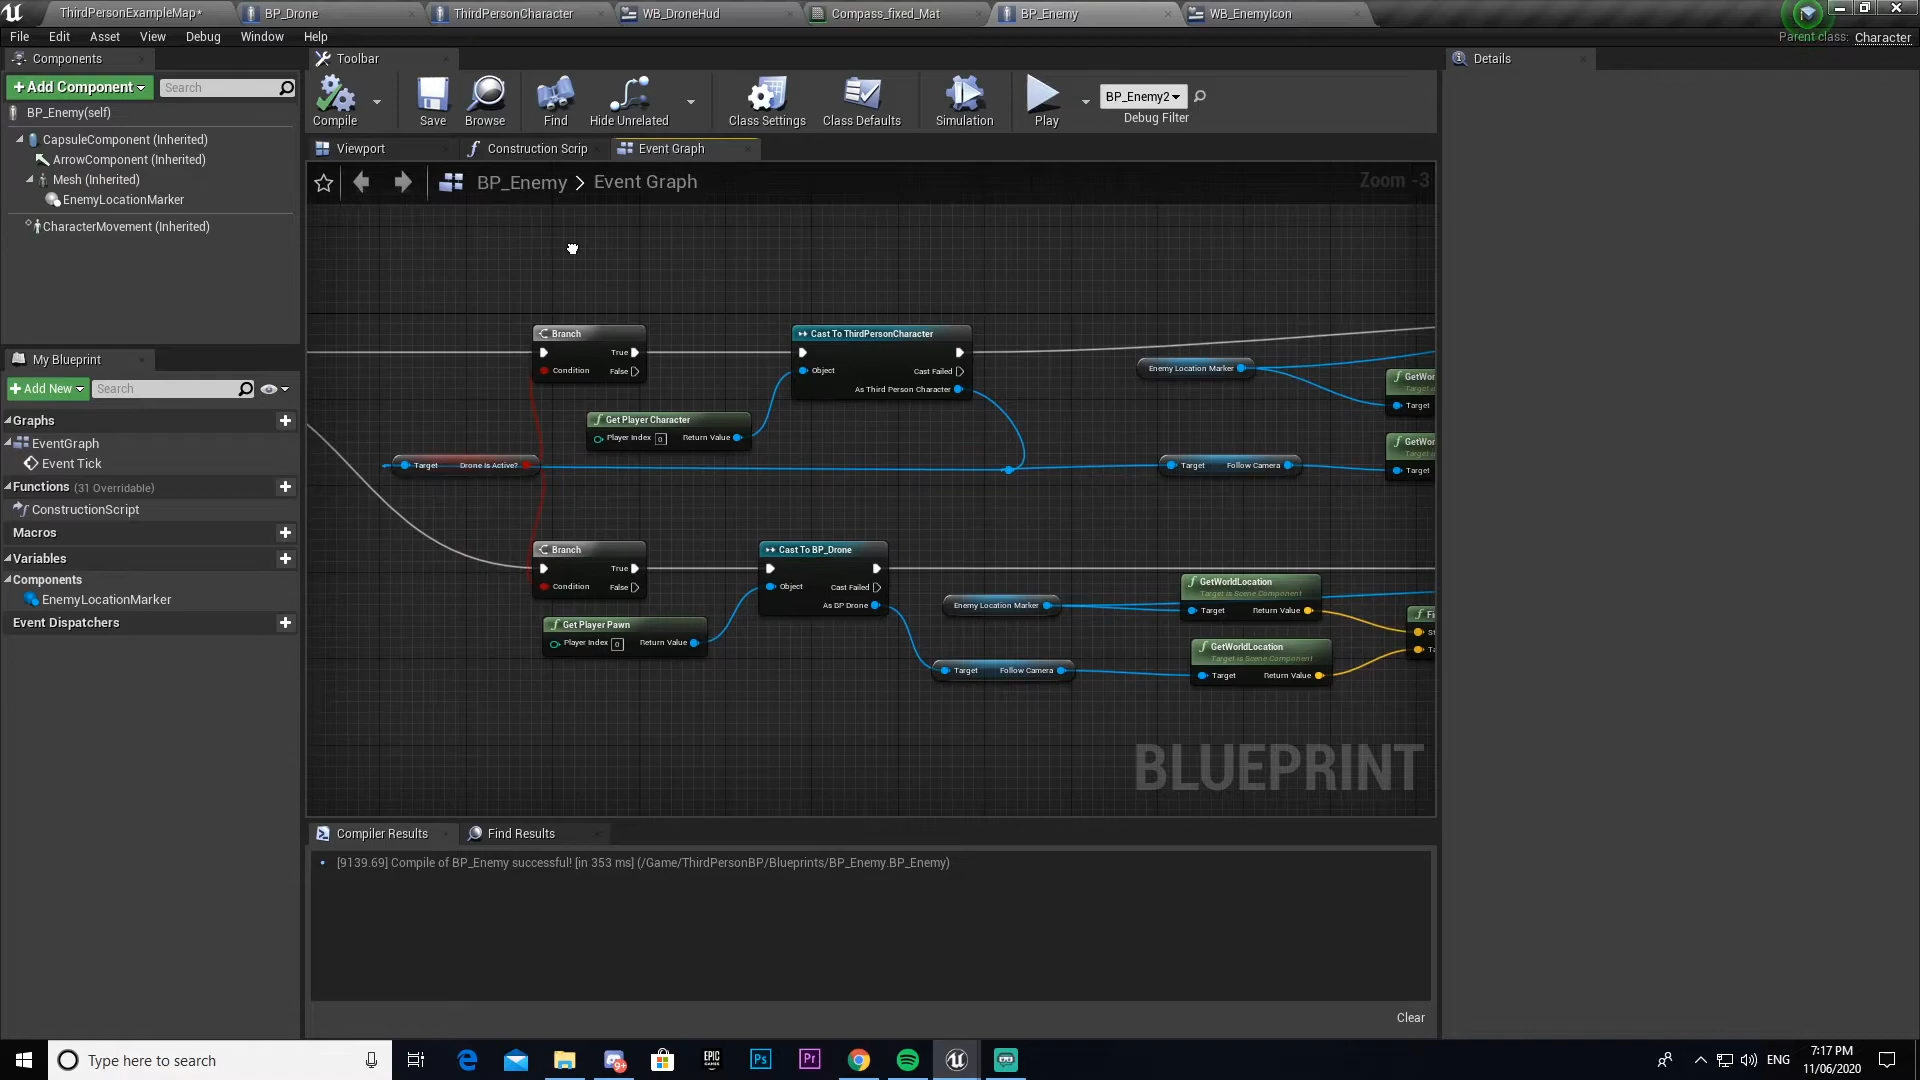 ThirdPersonExampleMap*
BP_Drone
ThirdPersonCharacter
WB_DroneHud
Compass_fixed_Mat
BP_Enemy
WB_EnemyIcon
File Edit Asset View Debug Window Help
Parent class: Character
Components
+Add Component
Search
BP_Enemy(self)
CapsuleComponent (Inherited)
ArrowComponent (Inherited)
Mesh (Inherited)
EnemyLocationMarker
CharacterMovement (Inherited)
Toolbar
Compile
Save
Browse
Find
Hide Unrelated
Class Settings
Class Defaults
Simulation
Play
BP_Enemy2
Debug Filter
Details
Viewport
Construction Scrip
Event Graph
BP_Enemy > Event Graph
Zoom -3
My Blueprint
+Add New
Search
Graphs
EventGraph
Event Tick
Functions (31 Overridable)
ConstructionScript
Macros
Variables
Components
EnemyLocationMarker
Event Dispatchers
Branch
True
Condition False
Cast To ThirdPersonCharacter
Object Cast Failed
As Third Person Character
Get Player Character
Player Index 0 Return Value
Target Drone Is Active?
Enemy Location Marker
GetWor
Target
Target Follow Camera
GetWor
Target
Branch
True
Condition False
Cast To BP_Drone
Object Cast Failed
As BP Drone
Get Player Pawn
Player Index 0 Return Value
Enemy Location Marker
Target Follow Camera
GetWorldLocation
Target is Scene Component
Target Return Value
GetWorldLocation
Target is Scene Component
Target Return Value
BLUEPRINT
Compiler Results
Find Results
[9139.69] Compile of BP_Enemy successful! [in 353 ms] (/Game/ThirdPersonBP/Blueprints/BP_Enemy.BP_Enemy)
Clear
Type here to search
EPIC
Ps
Pr
ENG
7:17 PM
11/06/2020